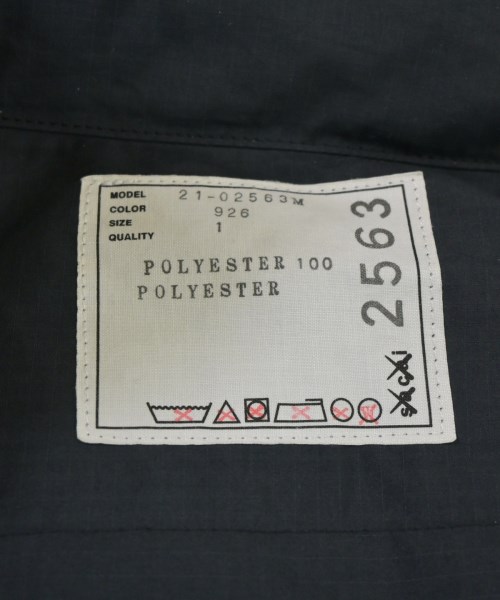 MODEL 21-02563M
COLOR 926
SIZE 1
QUALITY
POLYESTER 100
POLYESTER
2563
sacai